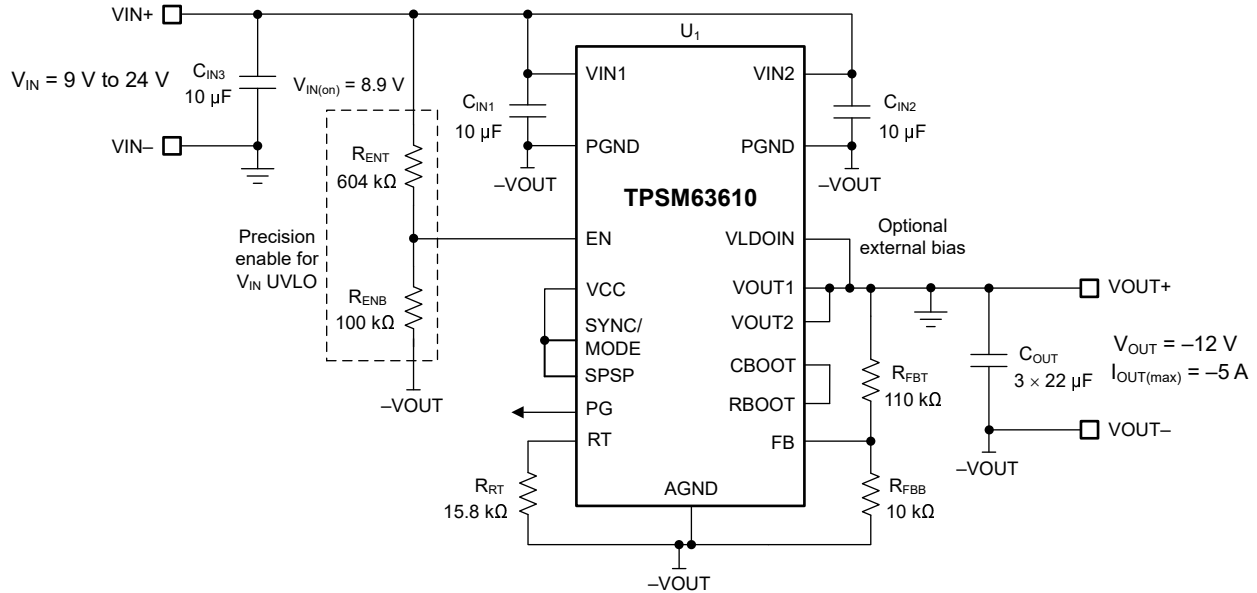 VIN+
U1
VIN = 9 V to 24 V
CIN3
10 μF
VIN(on) = 8.9 V
VIN1
VIN2
CIN1
10 μF
CIN2
10 μF
VIN–
PGND
PGND
RENT
604 kΩ
–VOUT
–VOUT
TPSM63610
Precision
enable for
VIN UVLO
EN
VLDOIN
Optional
external bias
RENB
100 kΩ
VCC
VOUT1
VOUT+
SYNC/
MODE
VOUT2
SPSP
CBOOT
RFBT
110 kΩ
COUT
3 × 22 μF
VOUT = –12 V
IOUT(max) = –5 A
–VOUT
PG
RBOOT
RT
FB
VOUT–
–VOUT
RRT
15.8 kΩ
AGND
RFBB
10 kΩ
–VOUT